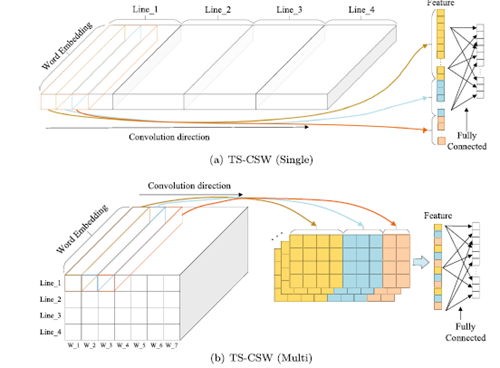 Line_1 Line_2 Line_3 Line_4
Feature
Word Embedding
Convolution direction
Fully
Connected
(a) TS-CSW (Single)
Convolution direction
Word Embedding
Feature
Line_1
Line_2
Line_3
Line_4
W_1 W_2 W_3 W_4 W_5 W_6 W_7
Fully
Connected
(b) TS-CSW (Multi)